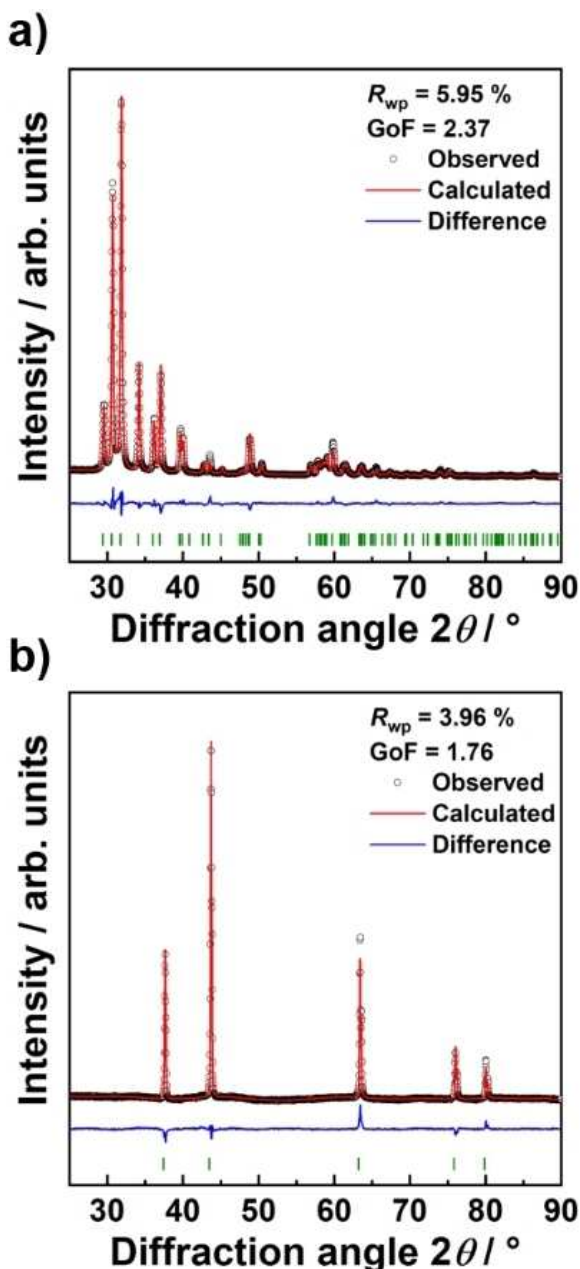 a)
R_wp = 5.95 %
GoF = 2.37
Observed
Calculated
Difference
Intensity / arb. units
30 40 50 60 70 80 90
Diffraction angle 2θ / °
b)
R_wp = 3.96 %
GoF = 1.76
Observed
Calculated
Difference
Intensity / arb. units
30 40 50 60 70 80 90
Diffraction angle 2θ / °